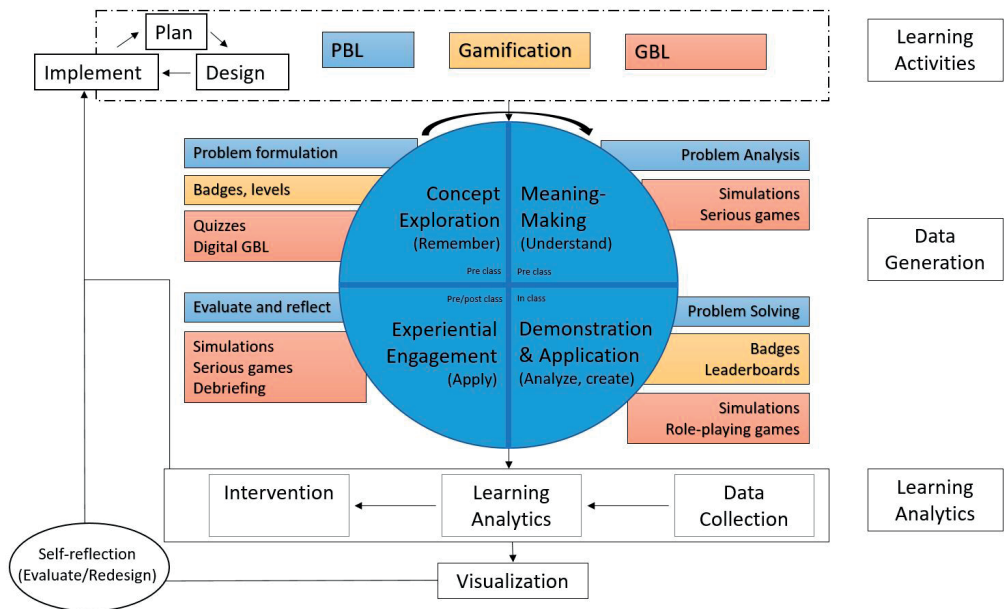 Plan
Implement
Design
PBL
Gamification
GBL
Learning
Activities
Problem formulation
Badges, levels
Quizzes
Digital GBL
Concept
Exploration
(Remember)
Pre class
Meaning-
Making
(Understand)
Pre class
Problem Analysis
Simulations
Serious games
Data
Generation
Evaluate and reflect
Simulations
Serious games
Debriefing
Pre/post class
Experiential
Engagement
(Apply)
In class
Demonstration
& Application
(Analyze, create)
Problem Solving
Badges
Leaderboards
Simulations
Role-playing games
Intervention
Learning
Analytics
Data
Collection
Learning
Analytics
Self-reflection
(Evaluate/Redesign)
Visualization